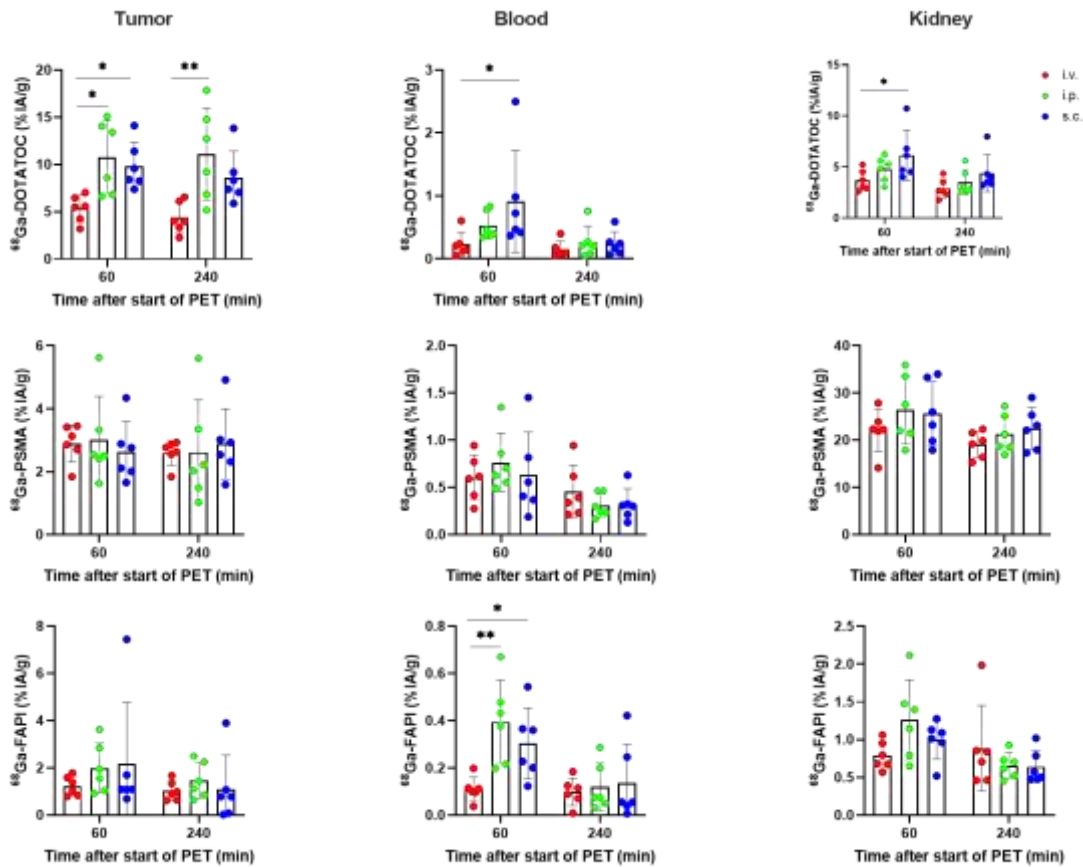 Tumor
Blood
Kidney
⁶⁸Ga-DOTATOC (%IA/g)
20
15
10
5
0
*
*
**
60
240
Time after start of PET (min)
⁶⁸Ga-DOTATOC (%IA/g)
3
2
1
0
*
60
240
Time after start of PET (min)
⁶⁸Ga-DOTATOC (%IA/g)
15
10
5
0
*
60
240
Time after start of PET (min)
i.v.
i.p.
s.c.
⁶⁸Ga-PSMA (%IA/g)
6
4
2
0
60
240
Time after start of PET (min)
⁶⁸Ga-PSMA (%IA/g)
2.0
1.5
1.0
0.5
0.0
60
240
Time after start of PET (min)
⁶⁸Ga-PSMA (%IA/g)
40
30
20
10
0
60
240
Time after start of PET (min)
⁶⁸Ga-FAPI (%IA/g)
8
6
4
2
0
60
240
Time after start of PET (min)
⁶⁸Ga-FAPI (%IA/g)
0.8
0.6
0.4
0.2
0.0
*
**
60
240
Time after start of PET (min)
⁶⁸Ga-FAPI (%IA/g)
2.5
2.0
1.5
1.0
0.5
0.0
60
240
Time after start of PET (min)